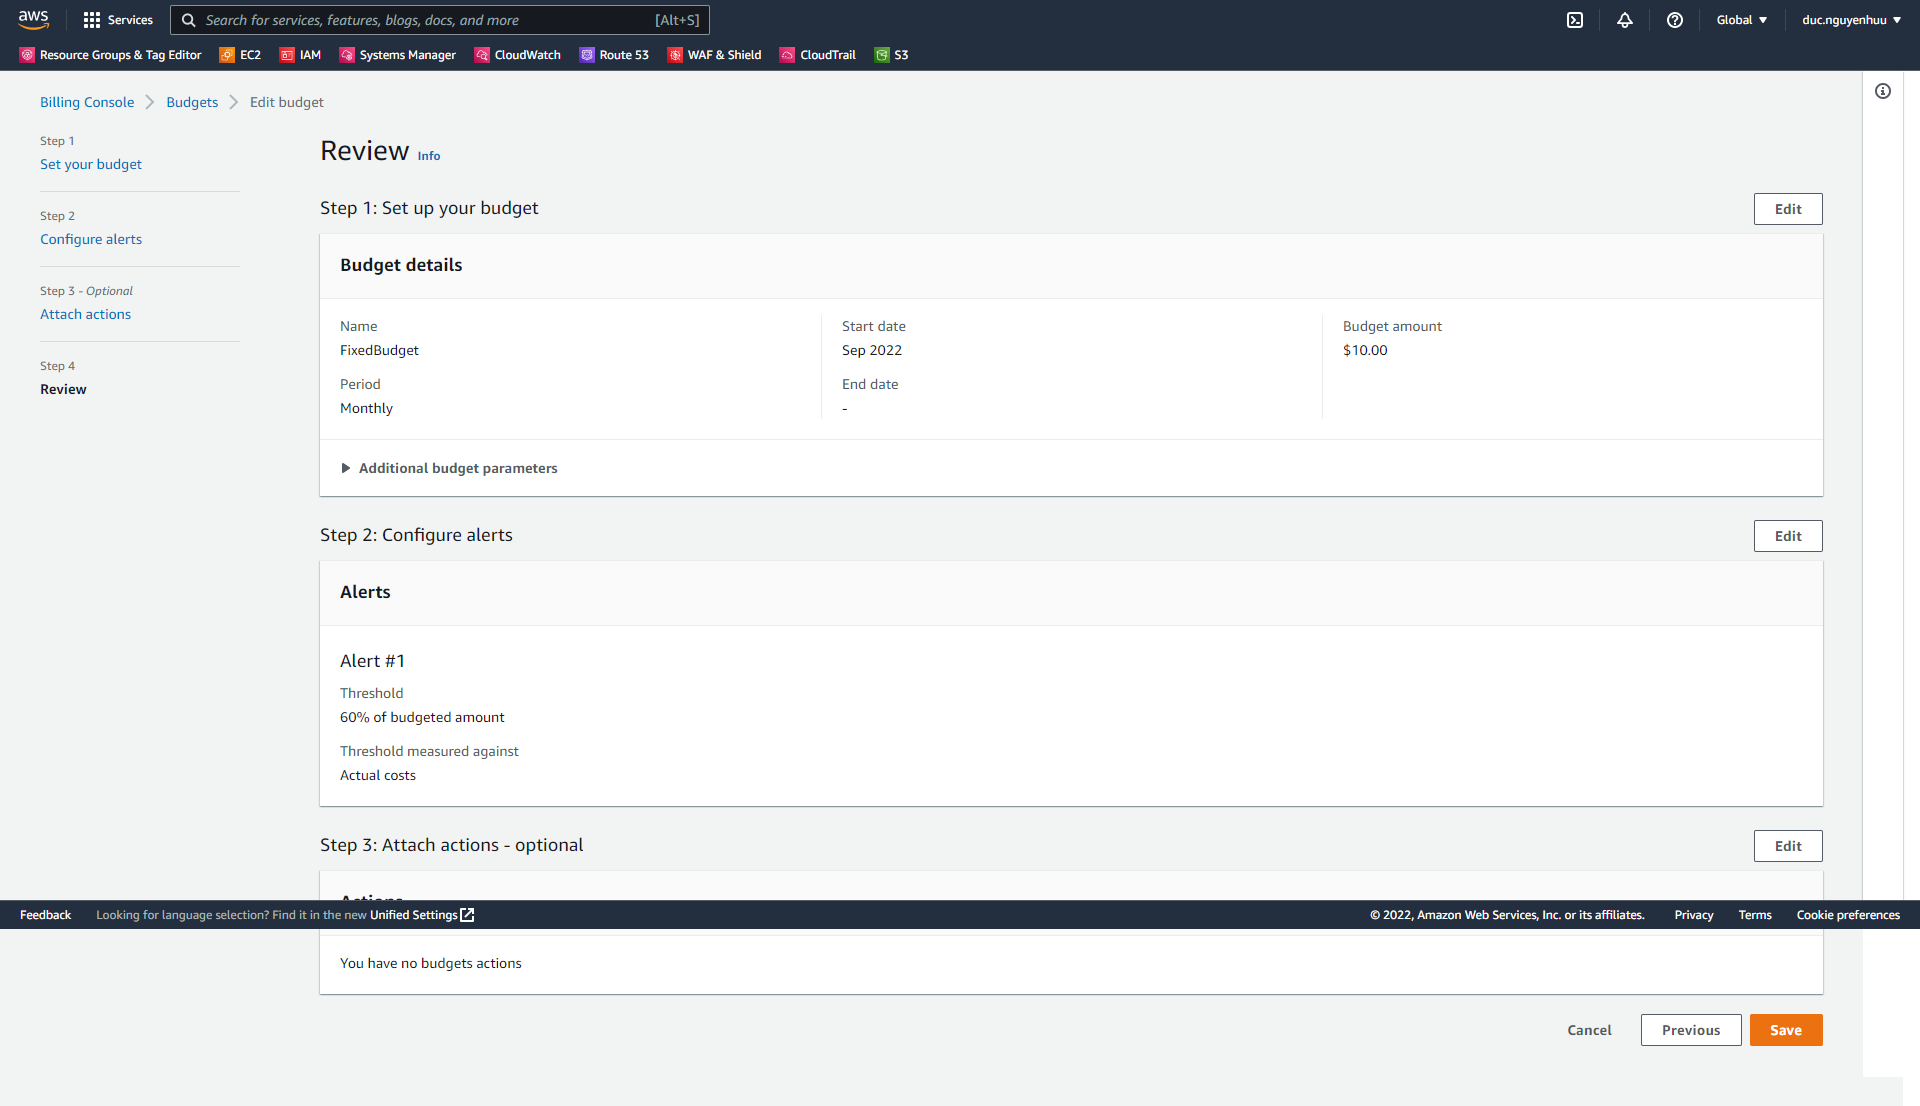 aws
Services
Search for services, features, blogs, docs, and more [Alt+S]
Global
duc.nguyenhuu
Resource Groups & Tag Editor
EC2
IAM
Systems Manager
CloudWatch
Route 53
WAF & Shield
CloudTrail
S3
Billing Console
Budgets
Edit budget
Step 1
Set your budget
Step 2
Configure alerts
Step 3 - Optional
Attach actions
Step 4
Review
Review Info
Step 1: Set up your budget
Edit
Budget details
Name
FixedBudget
Period
Monthly
Start date
Sep 2022
End date
-
Budget amount
$10.00
Additional budget parameters
Step 2: Configure alerts
Edit
Alerts
Alert #1
Threshold
60% of budgeted amount
Threshold measured against
Actual costs
Step 3: Attach actions - optional
Edit
Actions
Feedback
Looking for language selection? Find it in the new Unified Settings
© 2022, Amazon Web Services, Inc. or its affiliates.
Privacy
Terms
Cookie preferences
You have no budgets actions
Cancel
Previous
Save